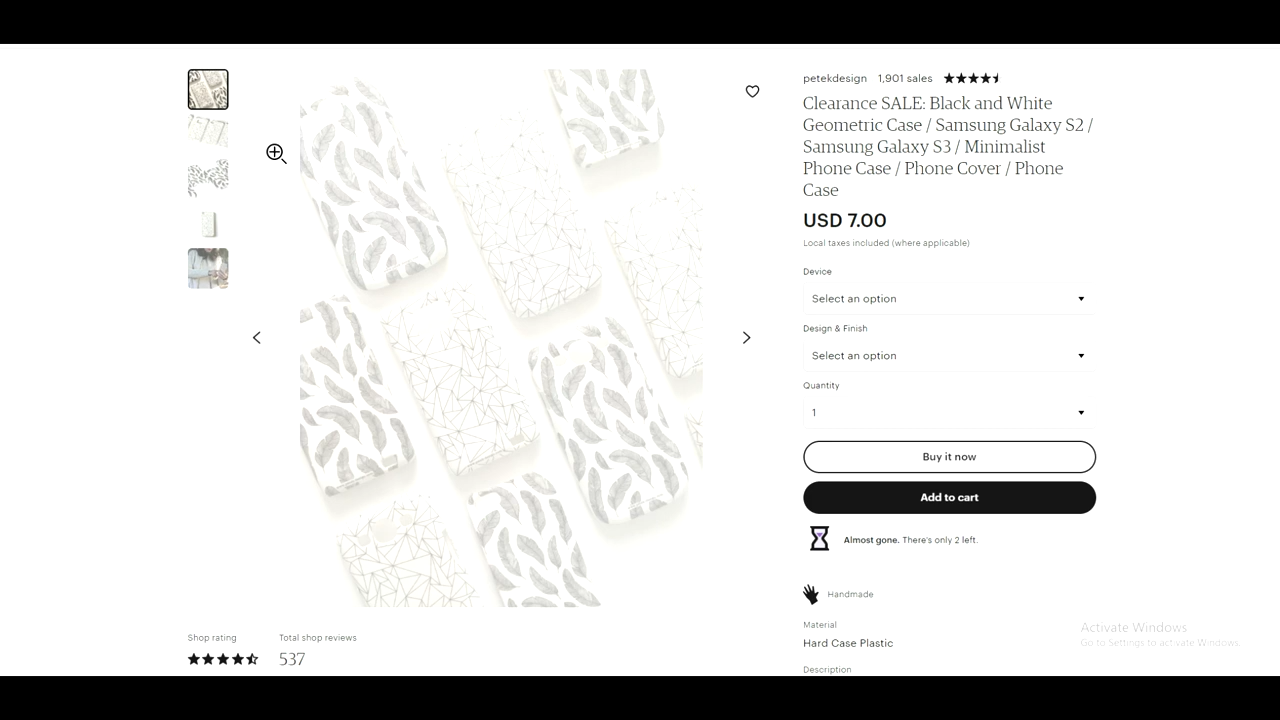 petekdesign 1,901 sales
Clearance SALE: Black and White
Geometric Case / Samsung Galaxy S2 /
Samsung Galaxy S3 / Minimalist
Phone Case / Phone Cover / Phone
Case
USD 7.00
Local taxes included (where applicable)
Device
Select an option
Design & Finish
Select an option
Quantity
1
Buy it now
Add to cart
Almost gone. There's only 2 left.
Handmade
Material
Hard Case Plastic
Description
Shop rating
Total shop reviews
537
Activate Windows
Go to Settings to activate Windows.